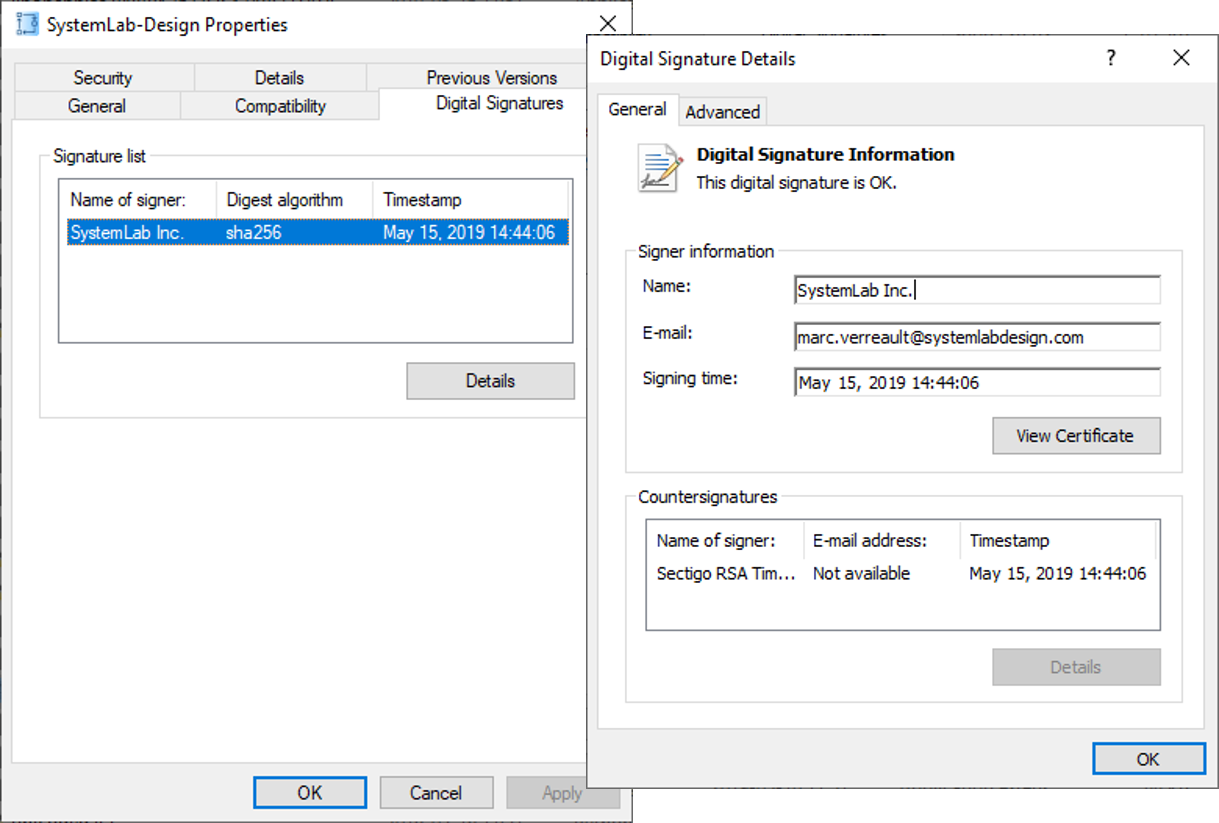 SystemLab-Design Properties
Security Details Previous Versions
General Compatibility Digital Signatures
Signature list
Name of signer: Digest algorithm Timestamp
SystemLab Inc. sha256 May 15, 2019 14:44:06
Details
OK Cancel Apply
Digital Signature Details ?
General Advanced
Digital Signature Information
This digital signature is OK.
Signer information
Name: SystemLab Inc.
E-mail: marc.verreault@systemlabdesign.com
Signing time: May 15, 2019 14:44:06
View Certificate
Countersignatures
Name of signer: E-mail address: Timestamp
Sectigo RSA Tim... Not available May 15, 2019 14:44:06
Details
OK